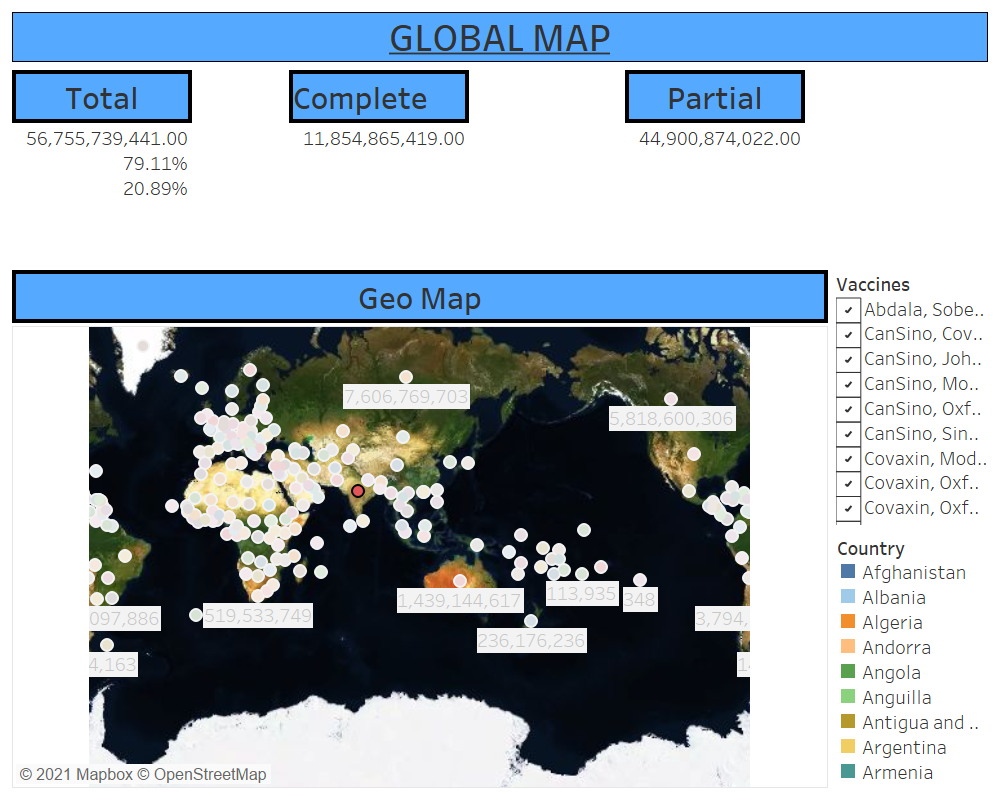 GLOBAL MAP
Total
Complete
Partial
56,755,739,441.00
11,854,865,419.00
44,900,874,022.00
79.11%
20.89%
Geo Map
7,606,769,703
5,818,600,306
1,439,144,617
113,935
348
097,886
519,533,749
3,794,
236,176,236
4,163
14
© 2021 Mapbox © OpenStreetMap
Vaccines
Abdala, Sobe..
CanSino, Cov..
CanSino, Joh..
CanSino, Mo..
CanSino, Oxf..
CanSino, Sin..
Covaxin, Mod..
Covaxin, Oxf..
Covaxin, Oxf..
Country
Afghanistan
Albania
Algeria
Andorra
Angola
Anguilla
Antigua and ..
Argentina
Armenia